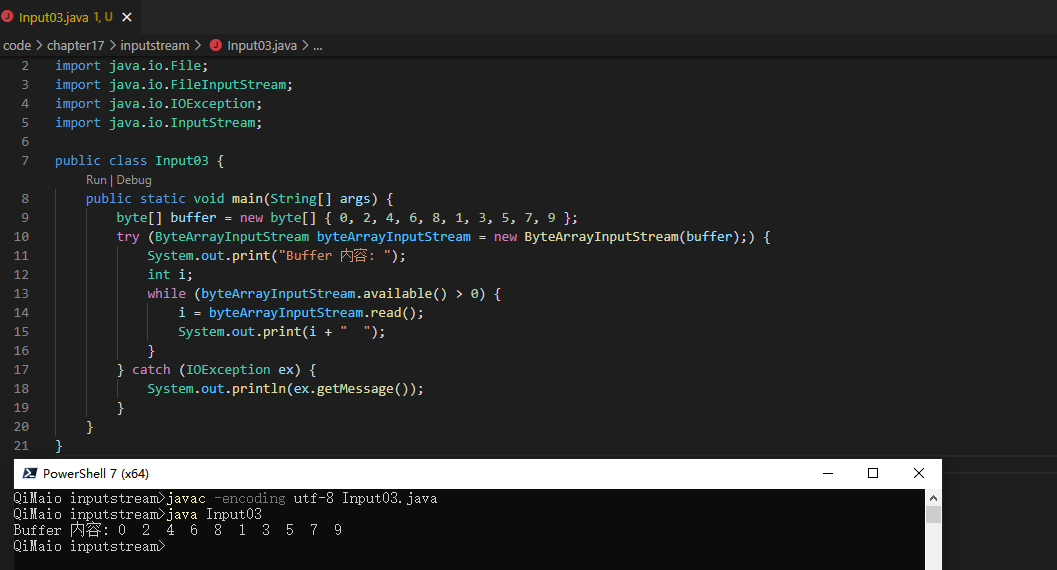 Input03.java 1, U
code > chapter17 > inputstream > Input03.java > ...
2 import java.io.File;
3 import java.io.FileInputStream;
4 import java.io.IOException;
5 import java.io.InputStream;
6
7 public class Input03 {
Run | Debug
8 public static void main(String[] args) {
9 byte[] buffer = new byte[] { 0, 2, 4, 6, 8, 1, 3, 5, 7, 9 };
10 try (ByteArrayInputStream byteArrayInputStream = new ByteArrayInputStream(buffer);) {
11 System.out.print("Buffer 内容: ");
12 int i;
13 while (byteArrayInputStream.available() > 0) {
14 i = byteArrayInputStream.read();
15 System.out.print(i + "  ");
16 }
17 } catch (IOException ex) {
18 System.out.println(ex.getMessage());
19 }
20 }
21 }
PowerShell 7 (x64)
QiMaio inputstream>javac -encoding utf-8 Input03.java
QiMaio inputstream>java Input03
Buffer 内容: 0  2  4  6  8  1  3  5  7  9
QiMaio inputstream>